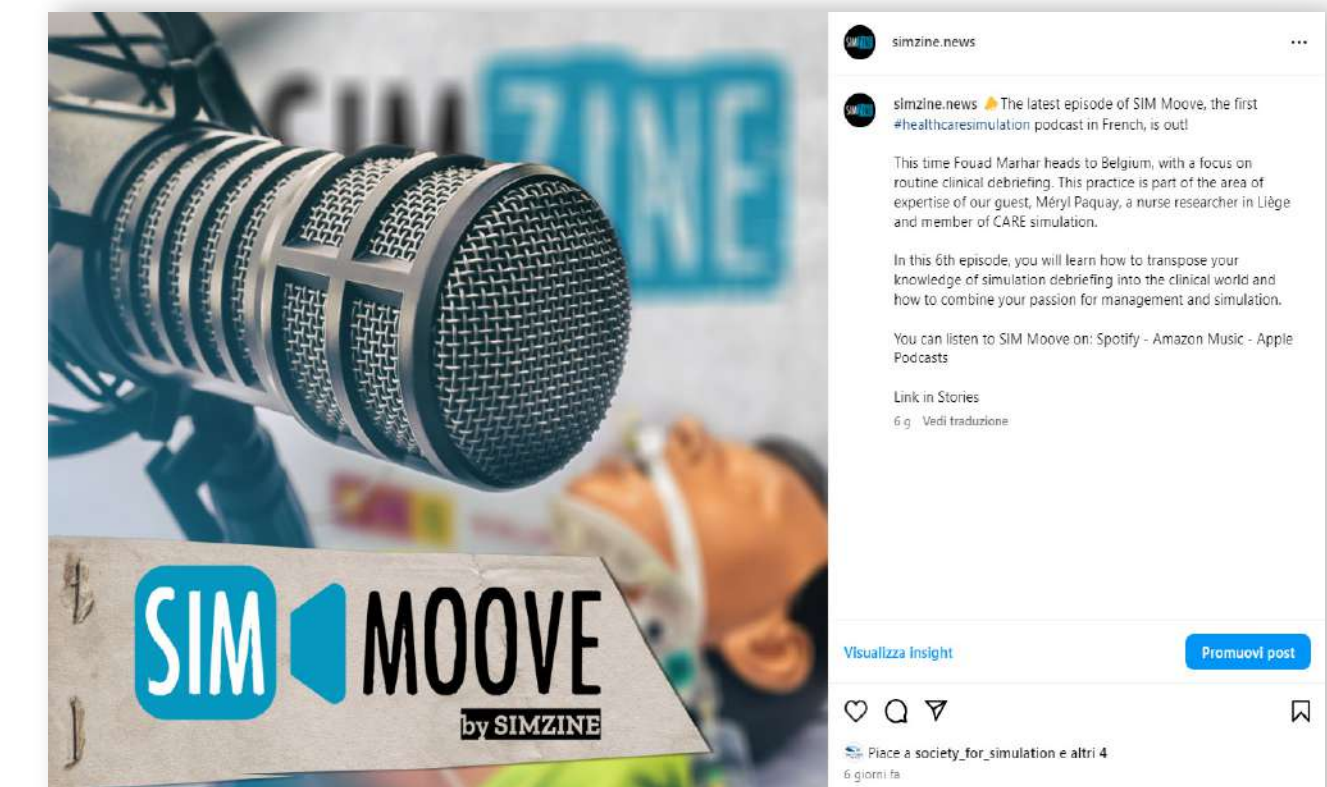 SIMZINE
SIM MOOVE
by SIMZINE
simzine.news
simzine.news The latest episode of SIM Moove, the first
#healthcaresimulation podcast in French, is out!
This time Fouad Marhar heads to Belgium, with a focus on
routine clinical debriefing. This practice is part of the area of
expertise of our guest, Méryl Paquay, a nurse researcher in Liège
and member of CARE simulation.
In this 6th episode, you will learn how to transpose your
knowledge of simulation debriefing into the clinical world and
how to combine your passion for management and simulation.
You can listen to SIM Moove on: Spotify - Amazon Music - Apple
Podcasts
Link in Stories
6 g Vedi traduzione
Visualizza insight
Promuovi post
Piace a society_for_simulation e altri 4
6 giorni fa